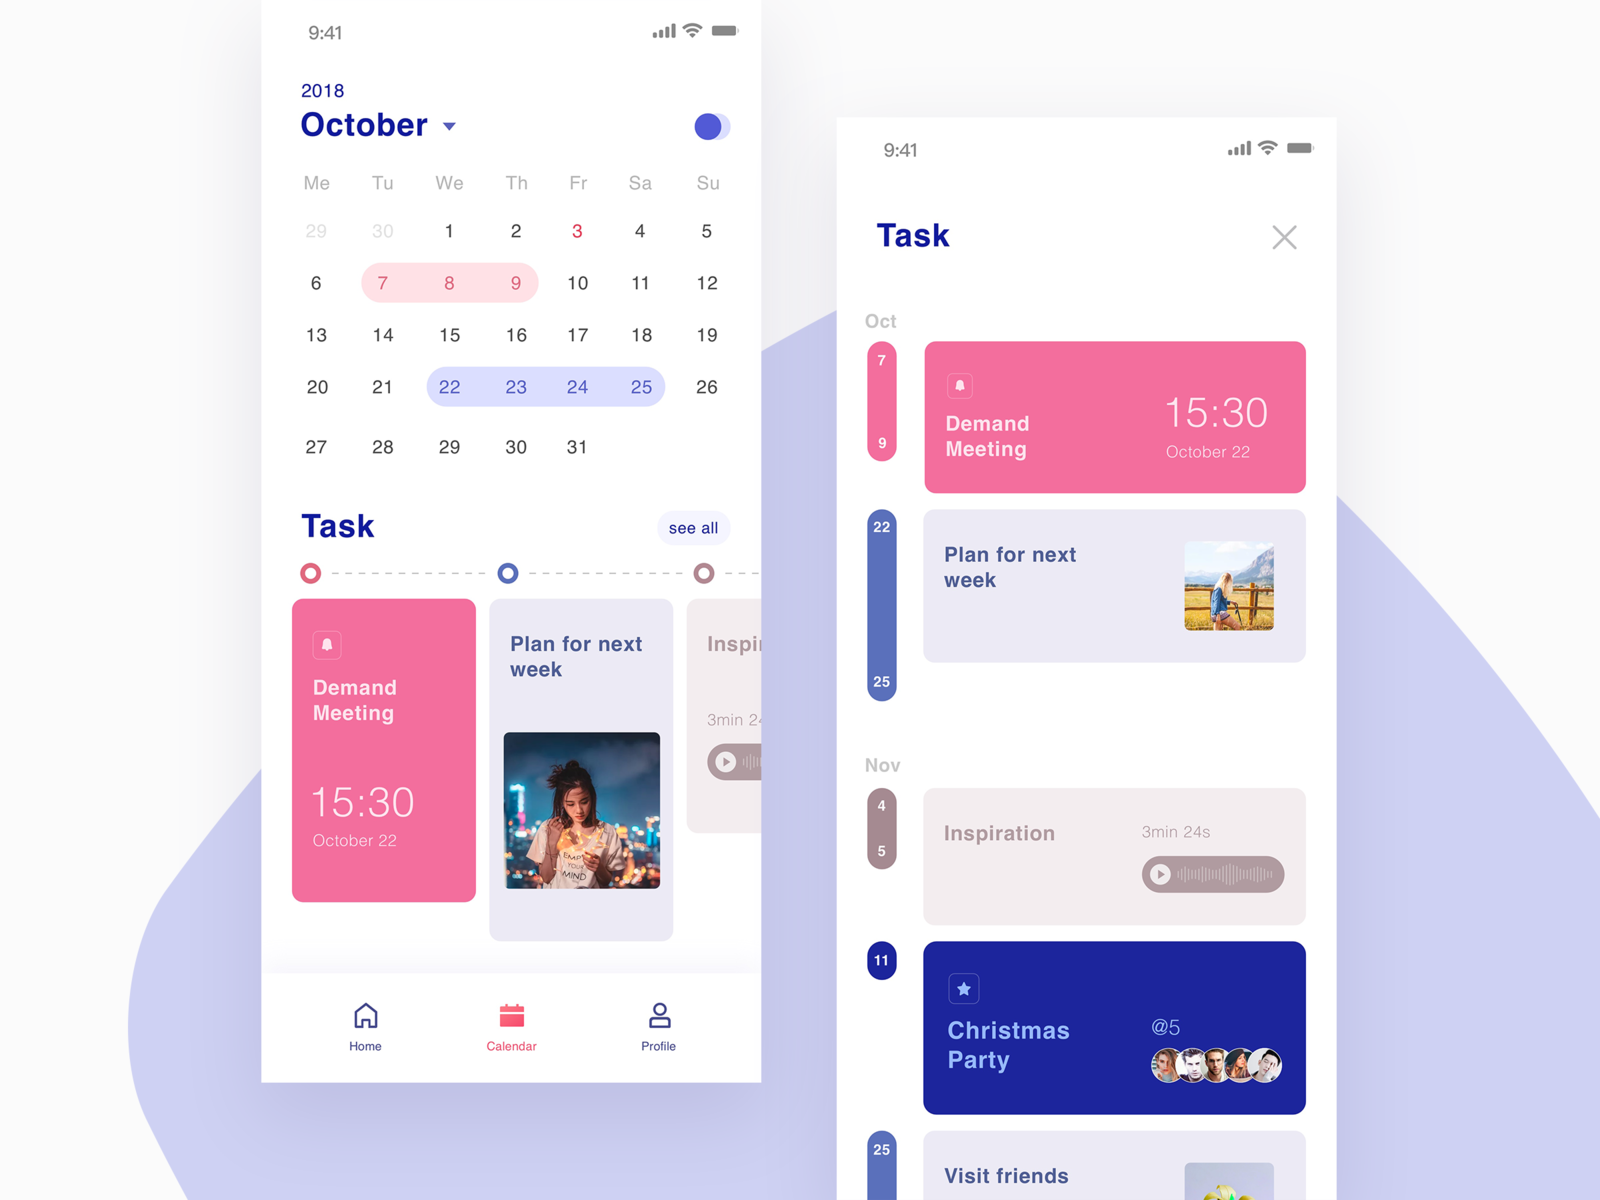 9:41
2018
October
Me Tu We Th Fr Sa Su
29 30 1 2 3 4 5
6 7 8 9 10 11 12
13 14 15 16 17 18 19
20 21 22 23 24 25 26
27 28 29 30 31
Task
see all
Demand
Meeting
15:30
October 22
Plan for next
week
EMPTY
YOUR
MIND
Inspi
3min 24
Home
Calendar
Profile
9:41
Task
Oct
7
9
Demand
Meeting
15:30
October 22
22
25
Plan for next
week
Nov
4
5
Inspiration
3min 24s
11
Christmas
Party
@5
25
Visit friends